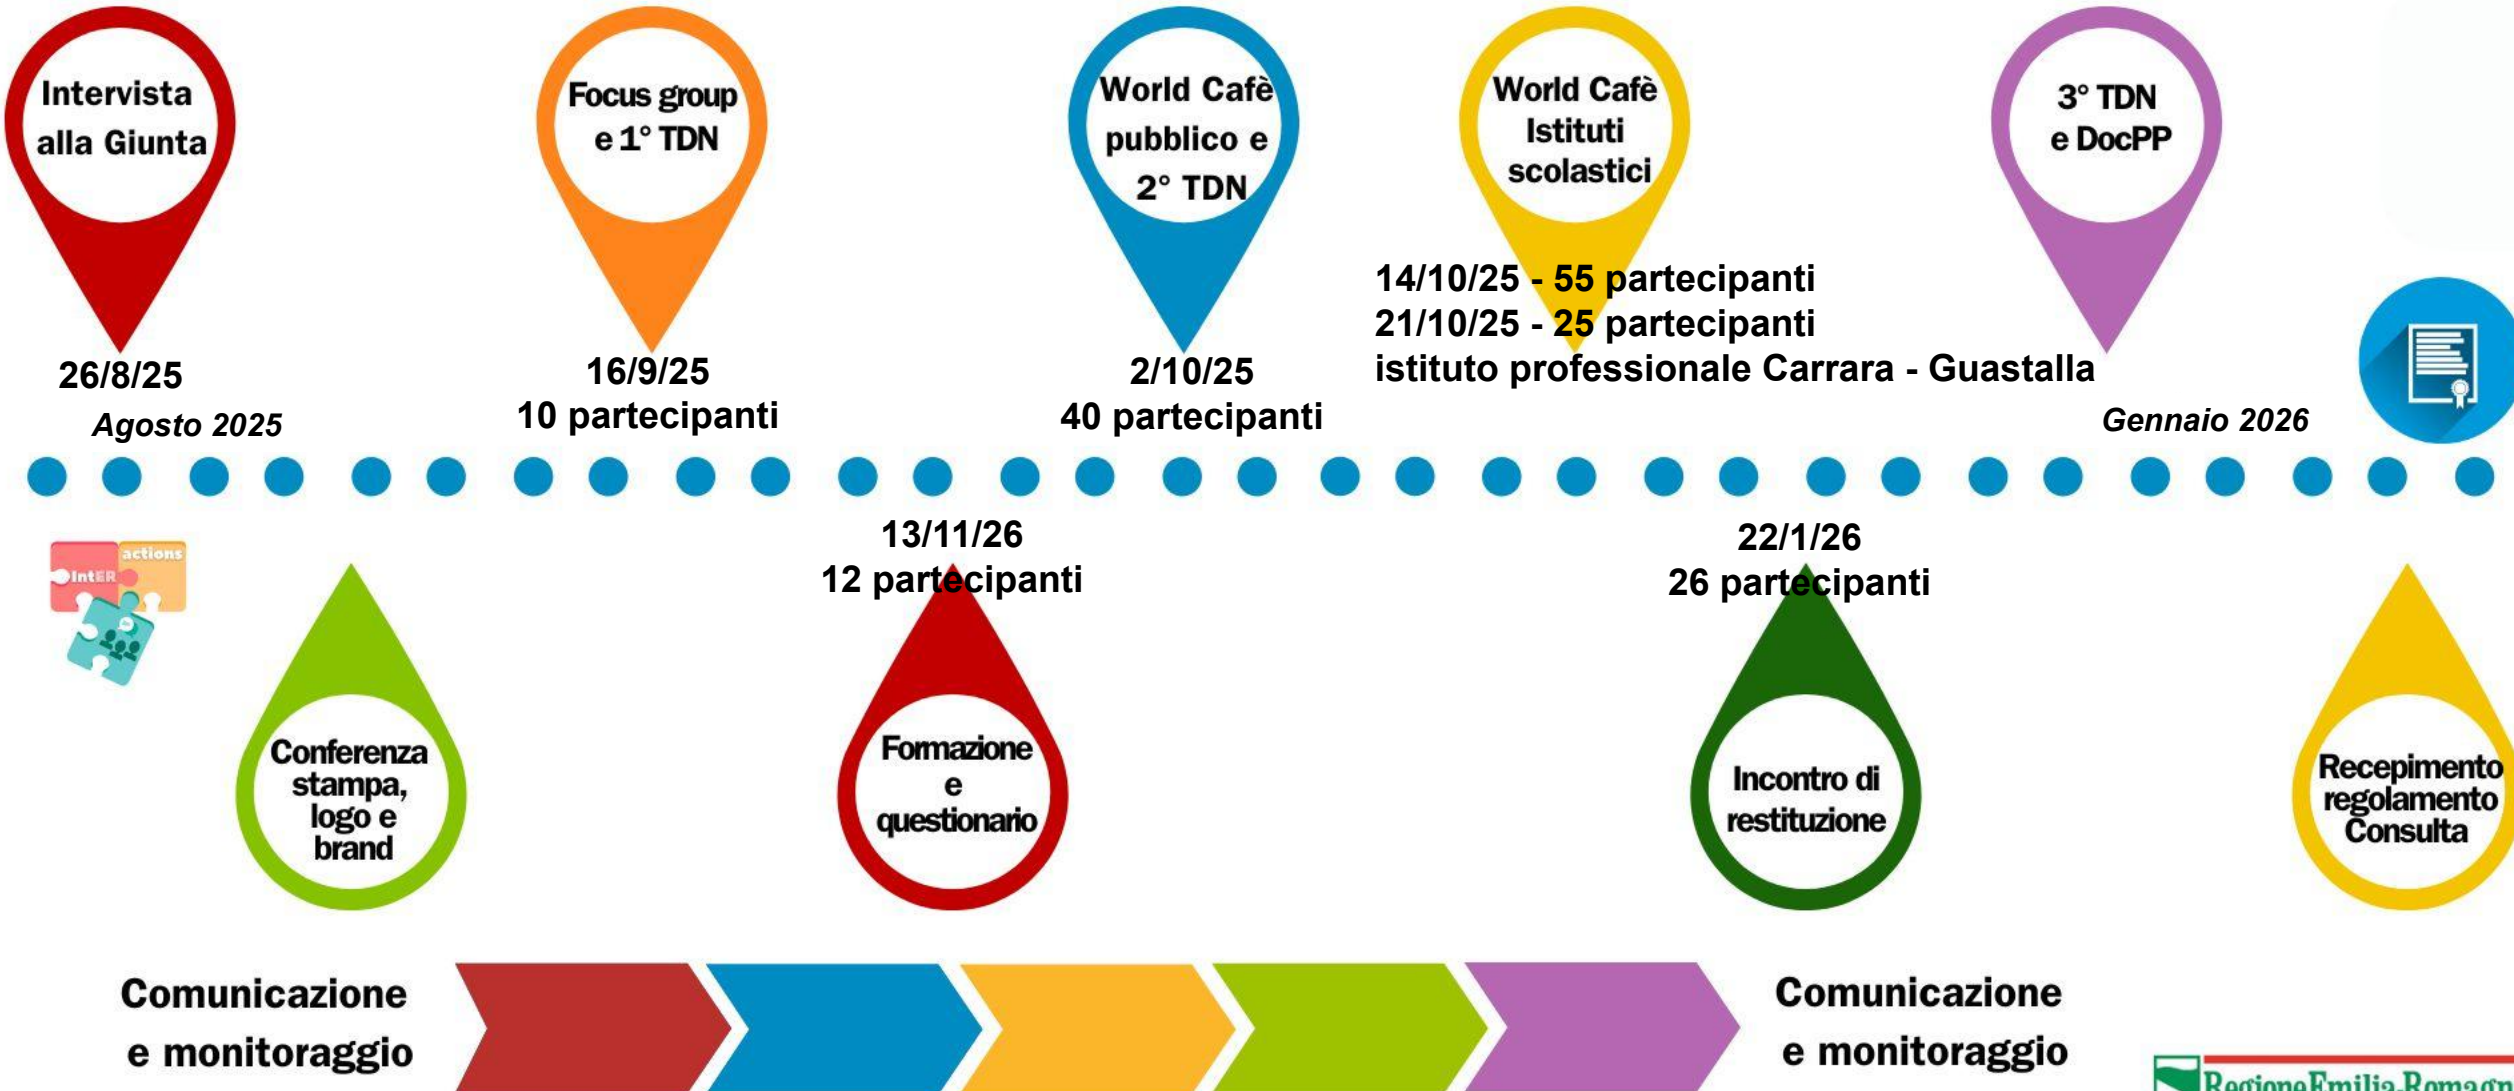 Intervista
alla Giunta
Focus group
e 1° TDN
World Cafè
pubblico e
2° TDN
World Cafè
Istituti
scolastici
3° TDN
e DocPP
14/10/25 - 55 partecipanti
21/10/25 - 25 partecipanti
istituto professionale Carrara - Guastalla
26/8/25
16/9/25
10 partecipanti
2/10/25
40 partecipanti
Agosto 2025
Gennaio 2026
13/11/26
12 partecipanti
22/1/26
26 partecipanti
actions
IntER
Conferenza
stampa,
logo e
brand
Formazione
e
questionario
Incontro di
restituzione
Recepimento
regolamento
Consulta
Comunicazione
e monitoraggio
Comunicazione
e monitoraggio
RegioneEmilia-Romagn